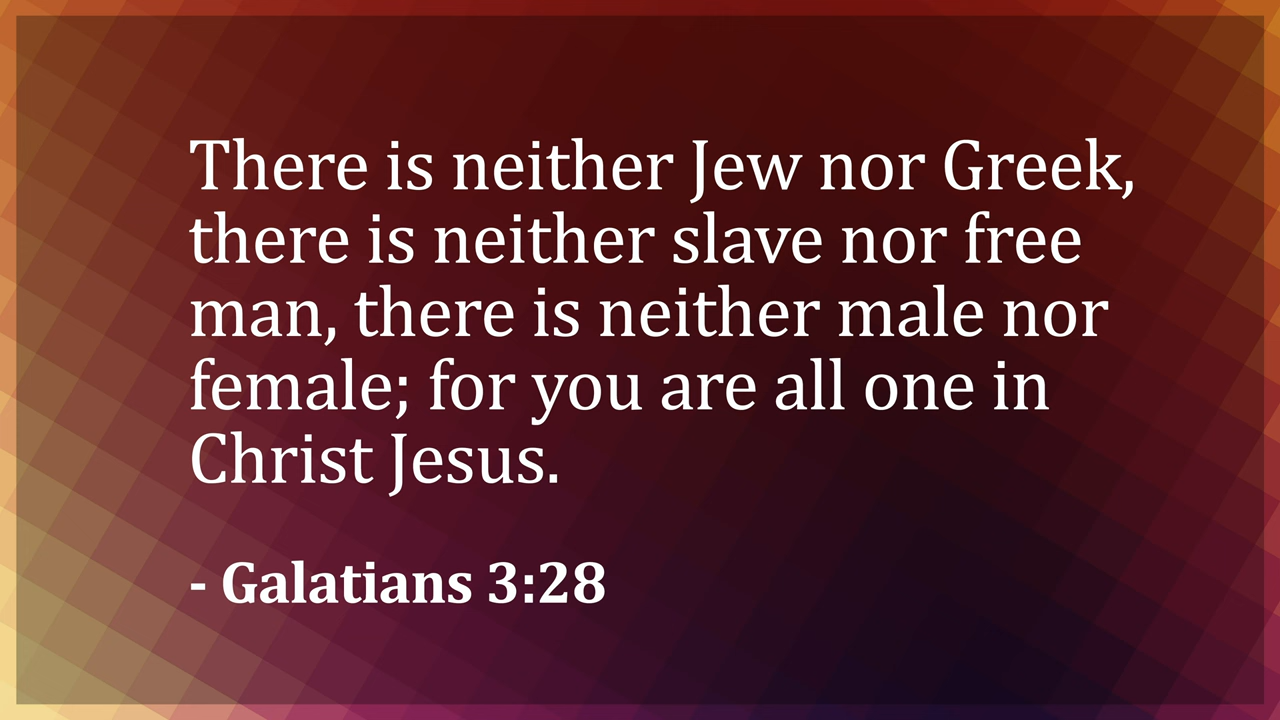 There is neither Jew nor Greek,
there is neither slave nor free
man, there is neither male nor
female; for you are all one in
Christ Jesus.
- Galatians 3:28